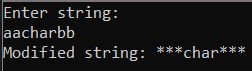 Enter string:
aacharbb
Modified string: ***char***